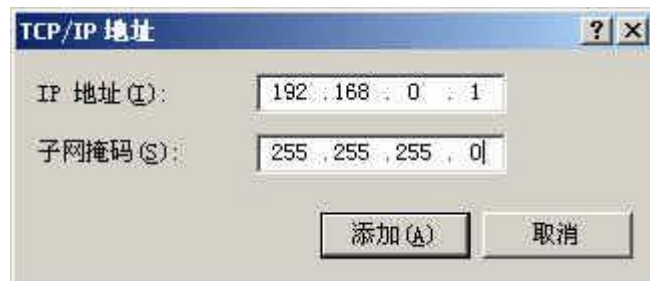 TCP/IP 地址
IP 地址(I): 192 .168 . 0 . 1
子网掩码(S): 255 .255 .255 . 0
添加(A) 取消